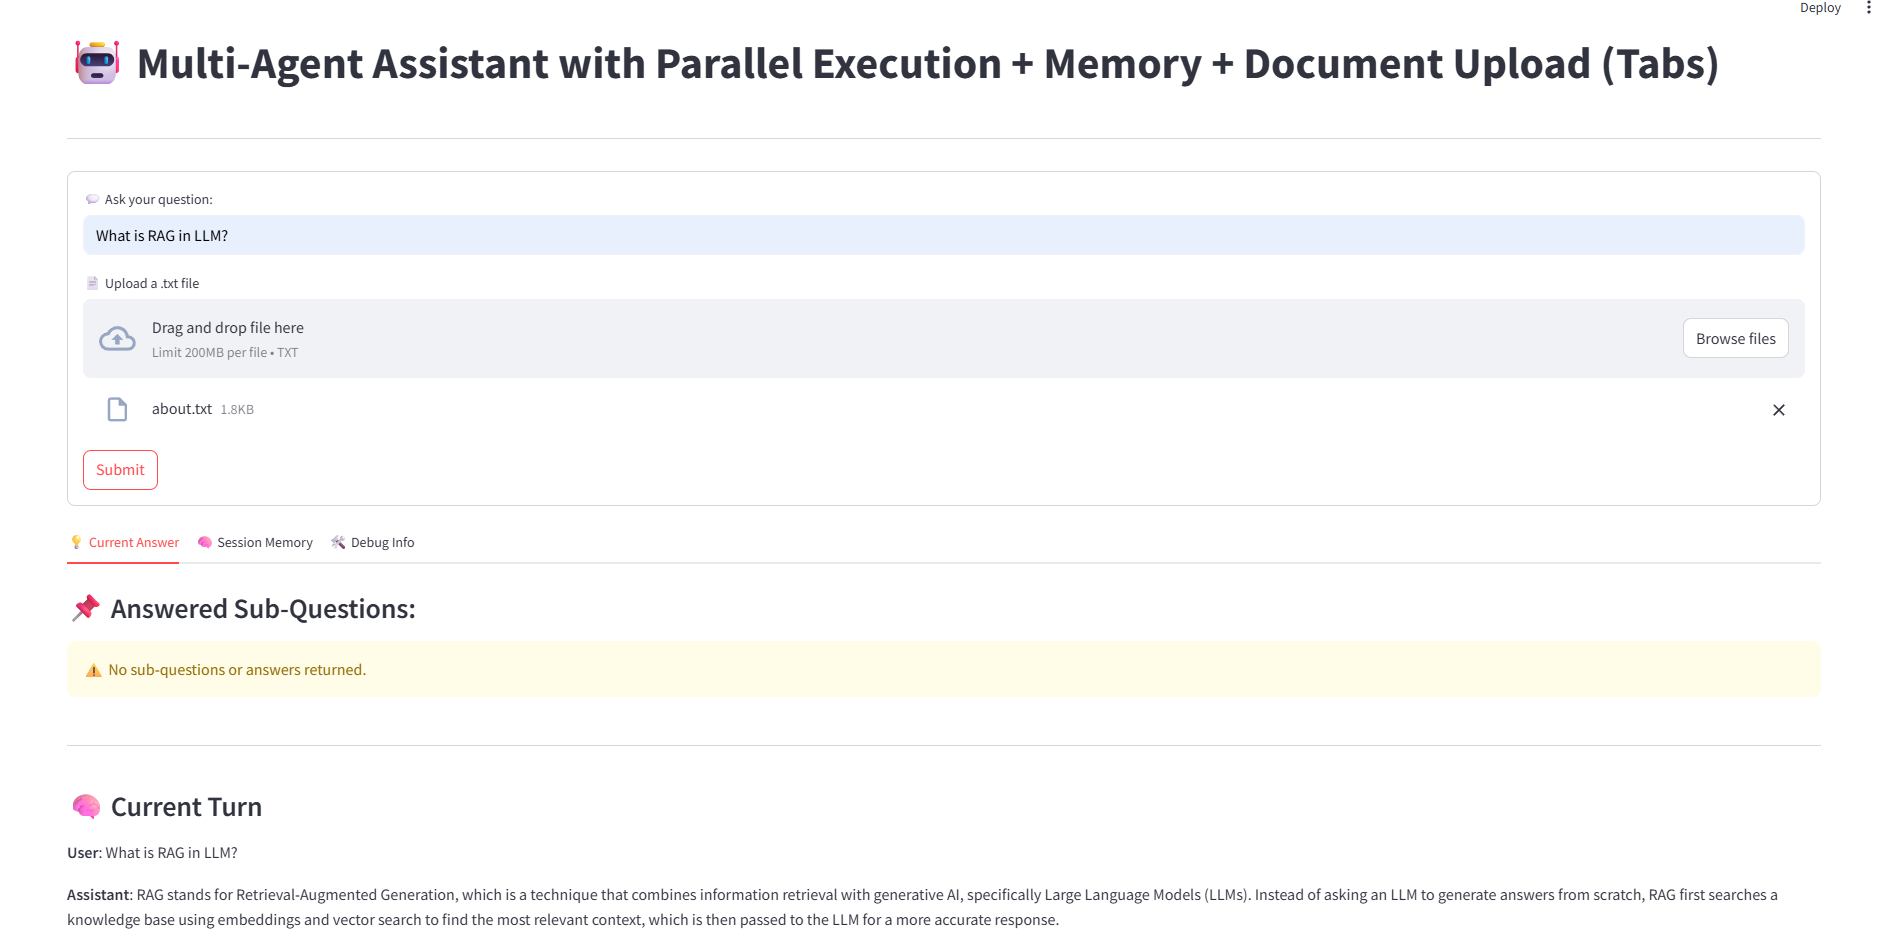 Deploy
Multi-Agent Assistant with Parallel Execution + Memory + Document Upload (Tabs)
Ask your question:
What is RAG in LLM?
Upload a .txt file
Drag and drop file here
Limit 200MB per file • TXT
Browse files
about.txt 1.8KB
Submit
Current Answer Session Memory Debug Info
Answered Sub-Questions:
No sub-questions or answers returned.
Current Turn
User: What is RAG in LLM?
Assistant: RAG stands for Retrieval-Augmented Generation, which is a technique that combines information retrieval with generative AI, specifically Large Language Models (LLMs). Instead of asking an LLM to generate answers from scratch, RAG first searches a
knowledge base using embeddings and vector search to find the most relevant context, which is then passed to the LLM for a more accurate response.